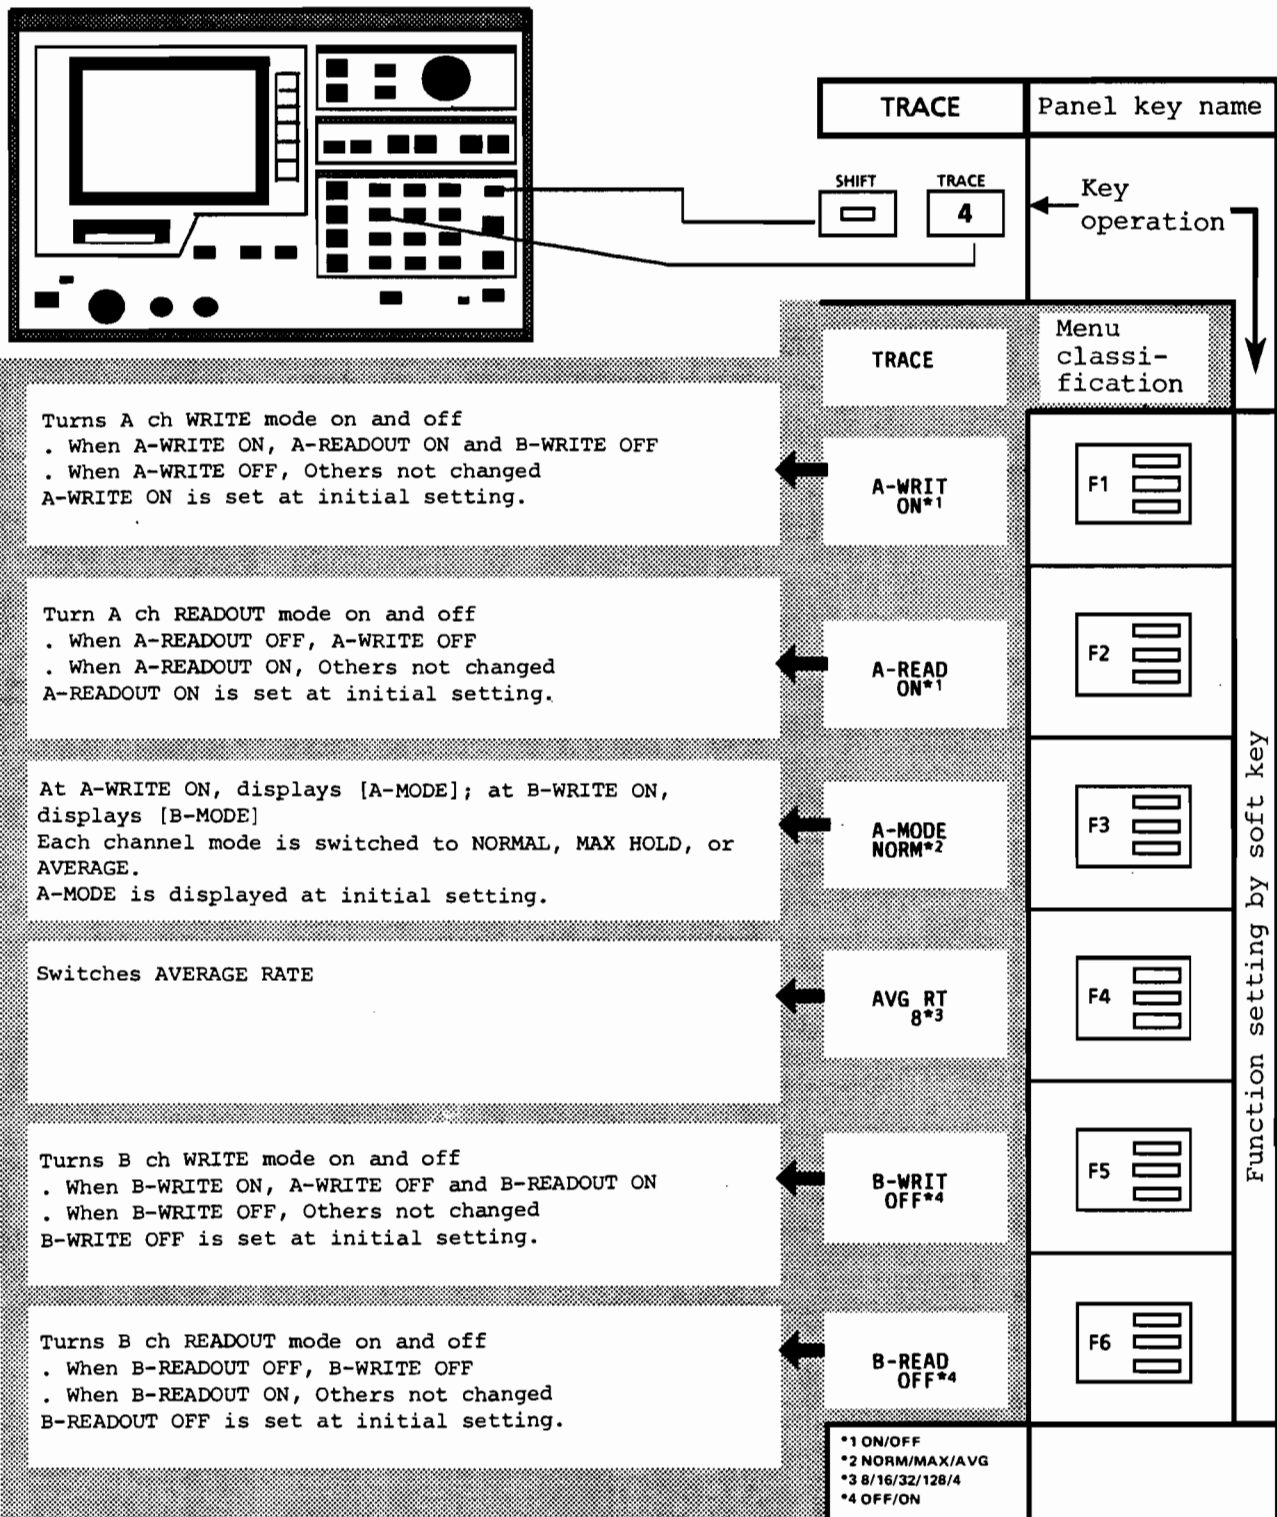 TRACE
Panel key name
SHIFT
TRACE
4
Key
operation
TRACE
Menu
classi-
fication
Turns A ch WRITE mode on and off
. When A-WRITE ON, A-READOUT ON and B-WRITE OFF
. When A-WRITE OFF, Others not changed
A-WRITE ON is set at initial setting.
A-WRIT
ON*1
F1
Turn A ch READOUT mode on and off
. When A-READOUT OFF, A-WRITE OFF
. When A-READOUT ON, Others not changed
A-READOUT ON is set at initial setting.
A-READ
ON*1
F2
At A-WRITE ON, displays [A-MODE]; at B-WRITE ON,
displays [B-MODE]
Each channel mode is switched to NORMAL, MAX HOLD, or
AVERAGE.
A-MODE is displayed at initial setting.
A-MODE
NORM*2
F3
Switches AVERAGE RATE
AVG RT
8*3
F4
Turns B ch WRITE mode on and off
. When B-WRITE ON, A-WRITE OFF and B-READOUT ON
. When B-WRITE OFF, Others not changed
B-WRITE OFF is set at initial setting.
B-WRIT
OFF*4
F5
Turns B ch READOUT mode on and off
. When B-READOUT OFF, B-WRITE OFF
. When B-READOUT ON, Others not changed
B-READOUT OFF is set at initial setting.
B-READ
OFF*4
F6
Function setting by soft key
*1 ON/OFF
*2 NORM/MAX/AVG
*3 8/16/32/128/4
*4 OFF/ON